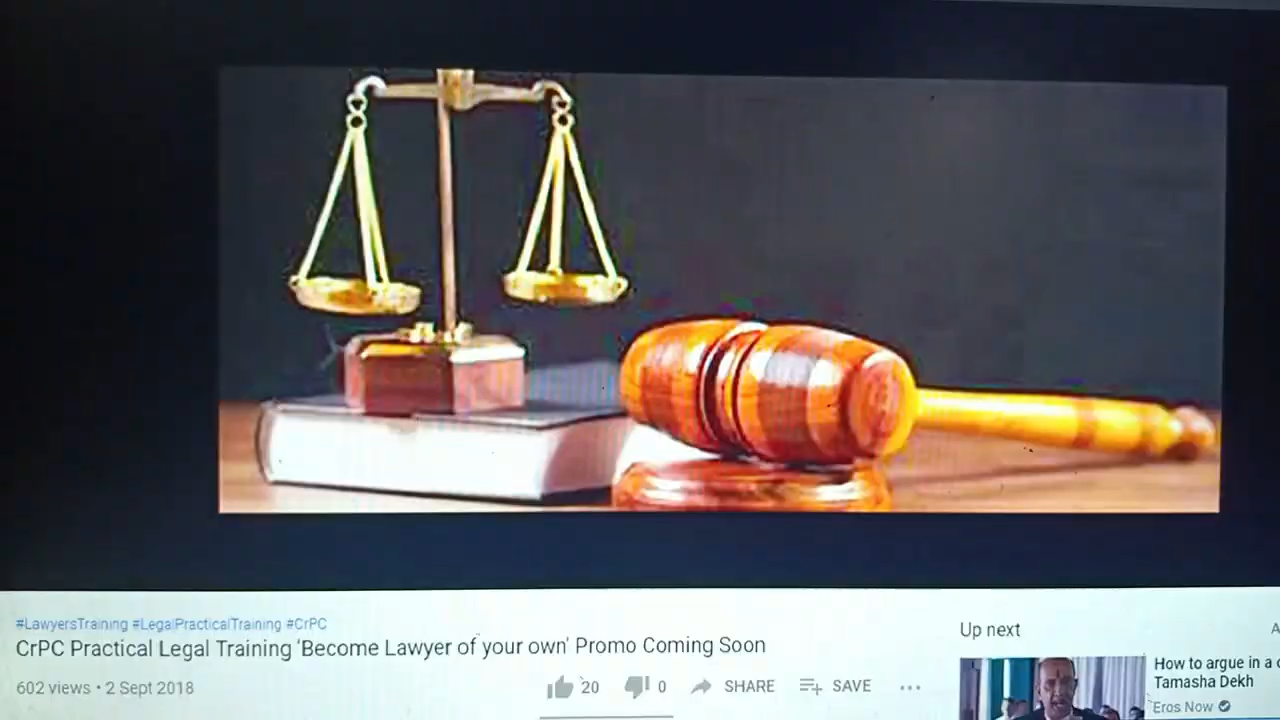 #LawyersTraining #LegalPracticalTraining #CrPC
CrPC Practical Legal Training 'Become Lawyer of your own' Promo Coming Soon
602 views • 2 Sept 2018
20
0
SHARE
SAVE
Up next
A
How to argue in a c
Tamasha Dekh
Eros Now